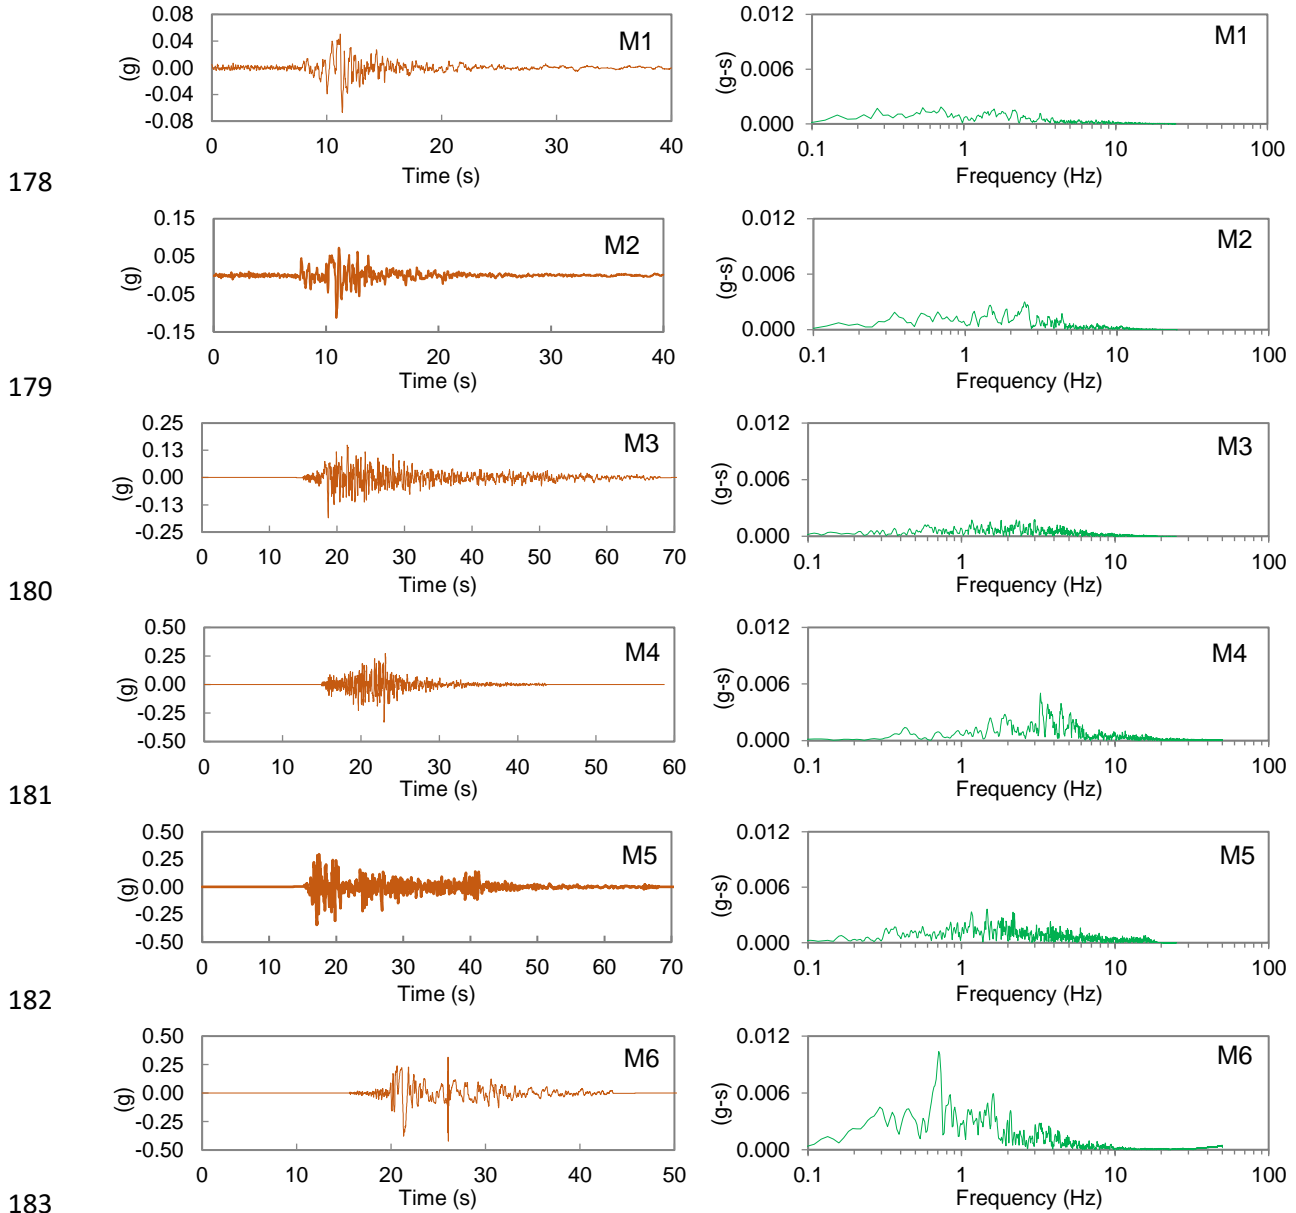 0.08
0.04
0.00
-0.04
-0.08
(g)
M1
0 10 20 30 40
Time (s)
0.012
0.006
0.000
(g-s)
M1
0.1 1 10 100
Frequency (Hz)
178
0.15
0.05
-0.05
-0.15
(g)
M2
0 10 20 30 40
Time (s)
0.012
0.006
0.000
(g-s)
M2
0.1 1 10 100
Frequency (Hz)
179
0.25
0.13
0.00
-0.13
-0.25
(g)
M3
0 10 20 30 40 50 60 70
Time (s)
0.012
0.006
0.000
(g-s)
M3
0.1 1 10 100
Frequency (Hz)
180
0.50
0.25
0.00
-0.25
-0.50
(g)
M4
0 10 20 30 40 50 60
Time (s)
0.012
0.006
0.000
(g-s)
M4
0.1 1 10 100
Frequency (Hz)
181
0.50
0.25
0.00
-0.25
-0.50
(g)
M5
0 10 20 30 40 50 60 70
Time (s)
0.012
0.006
0.000
(g-s)
M5
0.1 1 10 100
Frequency (Hz)
182
0.50
0.25
0.00
-0.25
-0.50
(g)
M6
0 10 20 30 40 50
Time (s)
0.012
0.006
0.000
(g-s)
M6
0.1 1 10 100
Frequency (Hz)
183